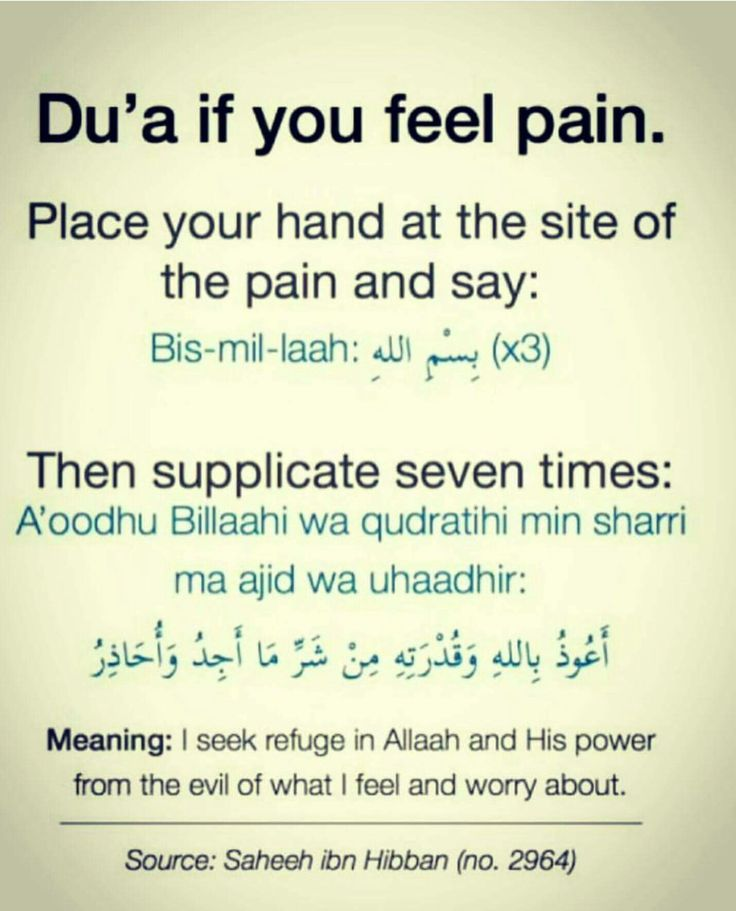 Du'a if you feel pain.
Place your hand at the site of
the pain and say:
Bis-mil-laah: بِسْمِ اللهِ (x3)
Then supplicate seven times:
A'oodhu Billaahi wa qudratihi min sharri
ma ajid wa uhaadhir:
أَعُوذُ بِاللهِ وَقُدْرَتِهِ مِنْ شَرِّ مَا أَجِدُ وَأُحَاذِرُ
Meaning: I seek refuge in Allaah and His power
from the evil of what I feel and worry about.
Source: Saheeh ibn Hibban (no. 2964)